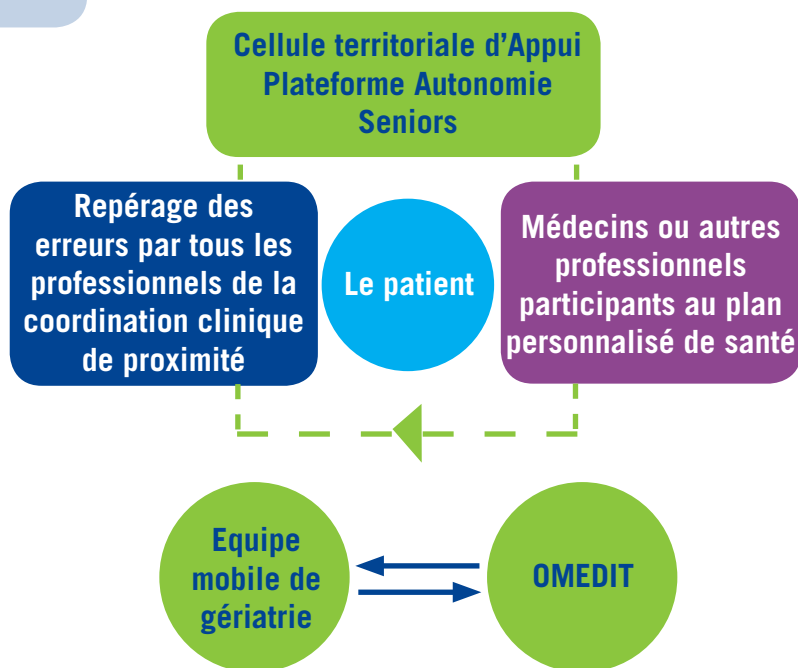 Cellule territoriale d’Appui
Plateforme Autonomie
Seniors
Repérage des
erreurs par tous les
professionnels de la
coordination clinique
de proximité
Le patient
Médecins ou autres
professionnels
participants au plan
personnalisé de santé
Equipe
mobile de
gériatrie
OMEDIT